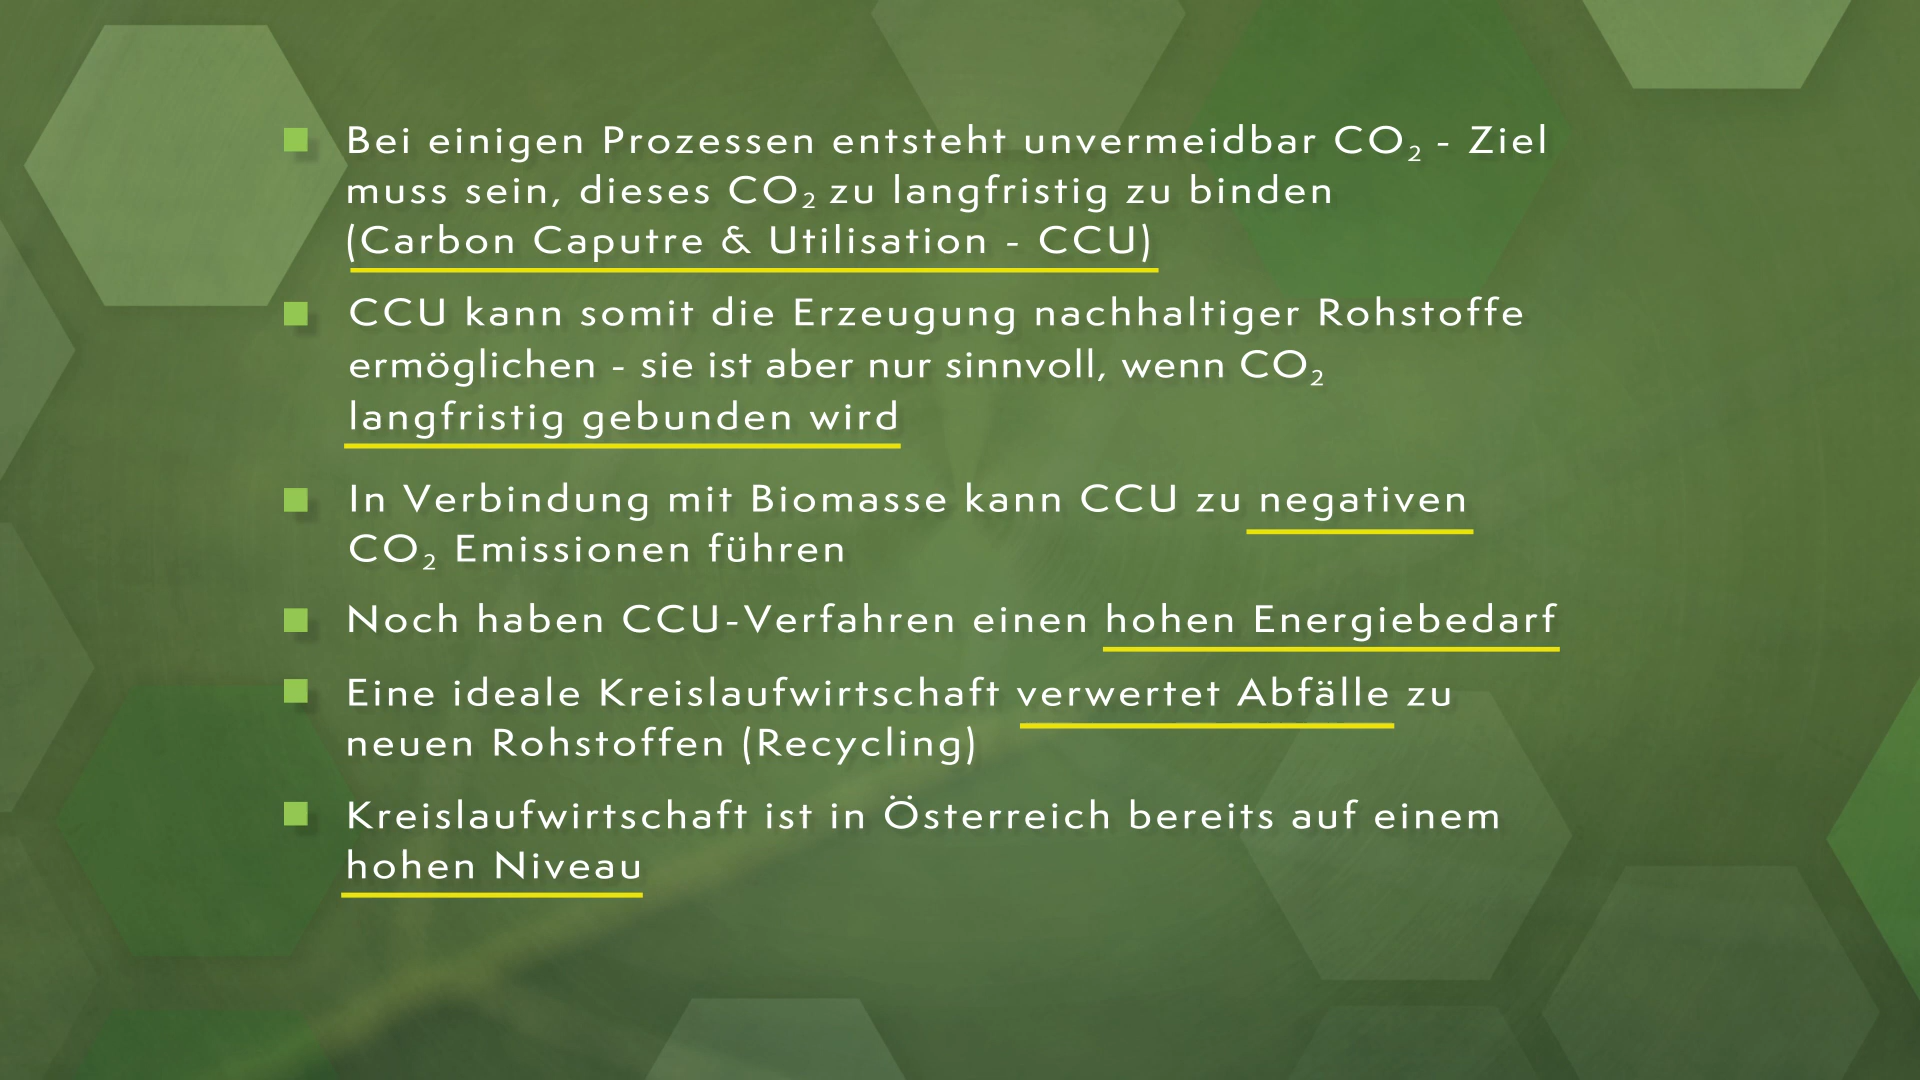 Bei einigen Prozessen entsteht unvermeidbar CO₂ - Ziel
muss sein, dieses CO₂ zu langfristig zu binden
(Carbon Caputre & Utilisation - CCU)
CCU kann somit die Erzeugung nachhaltiger Rohstoffe
ermöglichen - sie ist aber nur sinnvoll, wenn CO₂
langfristig gebunden wird
In Verbindung mit Biomasse kann CCU zu negativen
CO₂ Emissionen führen
Noch haben CCU-Verfahren einen hohen Energiebedarf
Eine ideale Kreislaufwirtschaft verwertet Abfälle zu
neuen Rohstoffen (Recycling)
Kreislaufwirtschaft ist in Österreich bereits auf einem
hohen Niveau